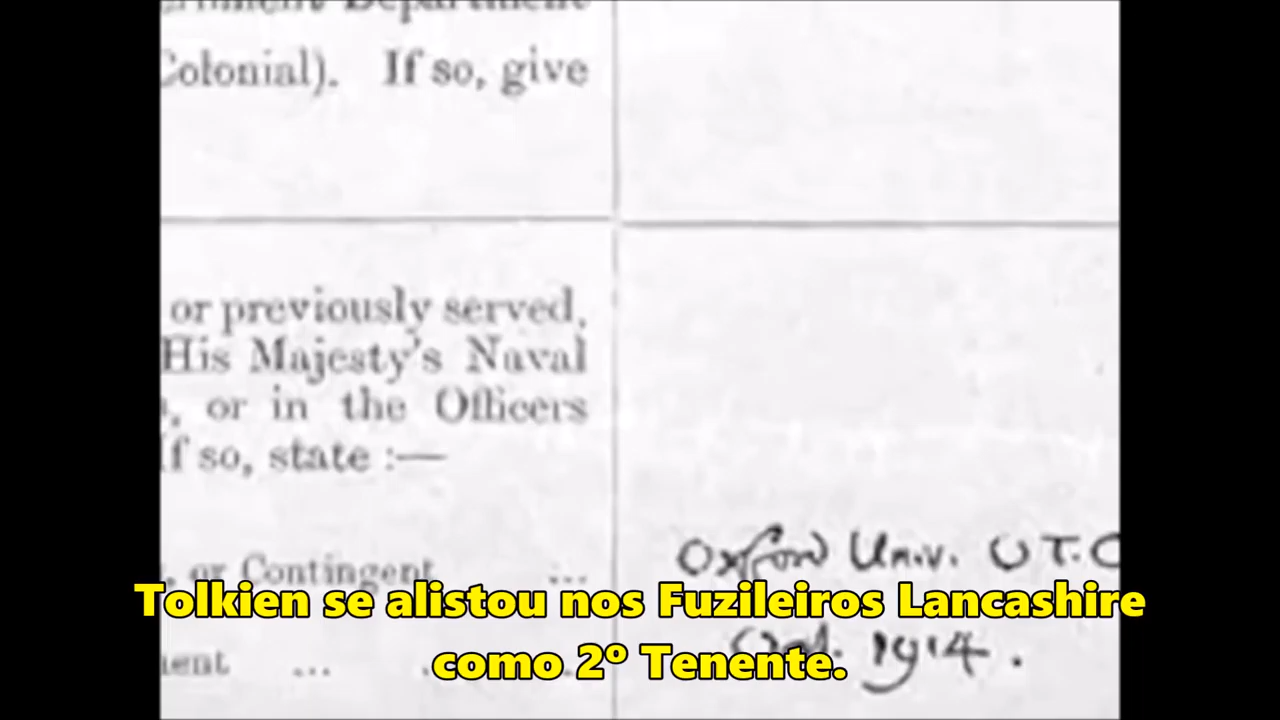 Colonial). If so, give
or previously served,
His Majesty's Naval
, or in the Officers
If so, state :—
, or Contingent ...
Oxford Univ. O T. C
Tolkien se alistou nos Fuzileiros Lancashire
como 2º Tenente.
1914.
...